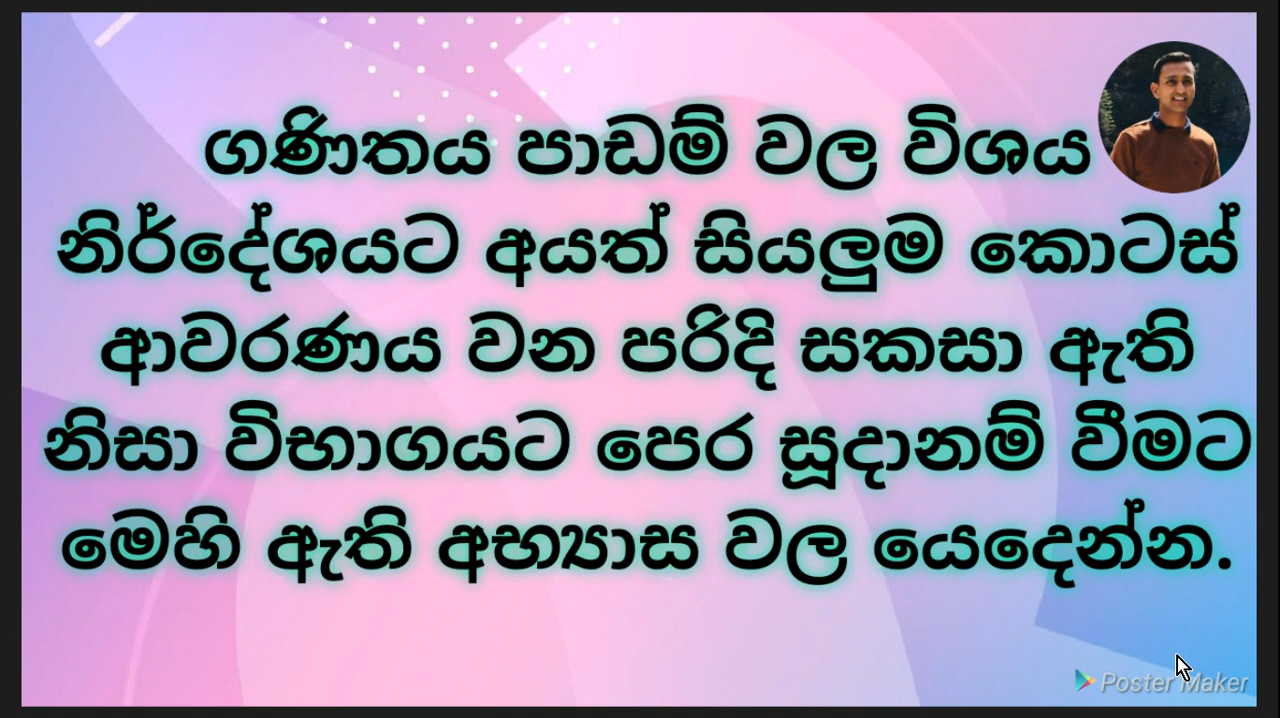 ගණිතය පාඩම් වල විශය
නිර්දේශයට අයත් සියලුම කොටස්
ආවරණය වන පරිදි සකසා ඇති
නිසා විභාගයට පෙර සූදානම් වීමට
මෙහි ඇති අභ්‍යාස වල යෙදෙන්න.
Poster Maker